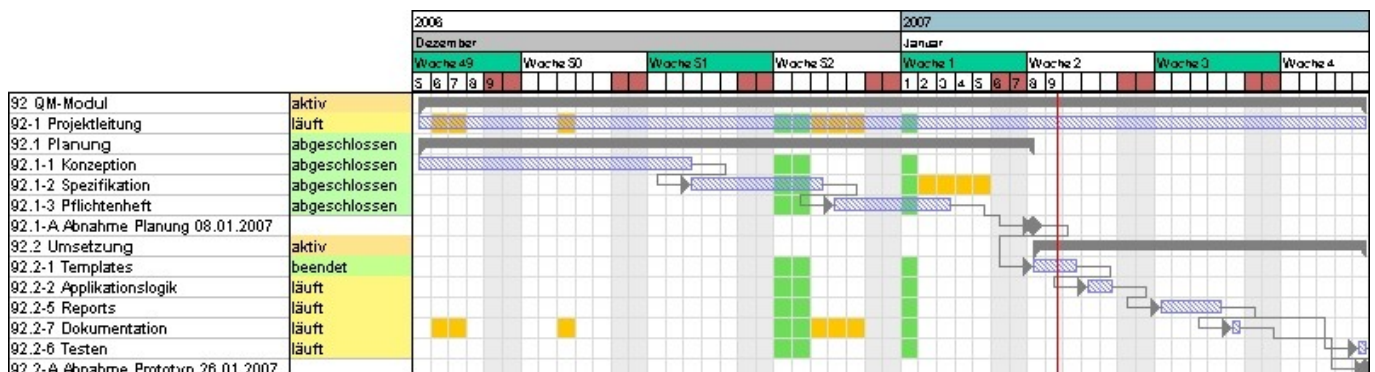 2006 2007
Dezember Januar
Woche 49 Woche 50 Woche 51 Woche 52 Woche 1 Woche 2 Woche 3 Woche 4
5 6 7 8 9 1 2 3 4 5 6 7 8 9
92 QM-Modul aktiv
92-1 Projektleitung läuft
92.1 Planung abgeschlossen
92.1-1 Konzeption abgeschlossen
92.1-2 Spezifikation abgeschlossen
92.1-3 Pflichtenheft abgeschlossen
92.1-A Abnahme Planung 08.01.2007
92.2 Umsetzung aktiv
92.2-1 Templates beendet
92.2-2 Applikationslogik läuft
92.2-5 Reports läuft
92.2-7 Dokumentation läuft
92.2-6 Testen läuft
92.2-A Abnahme Prototyp 26.01.2007